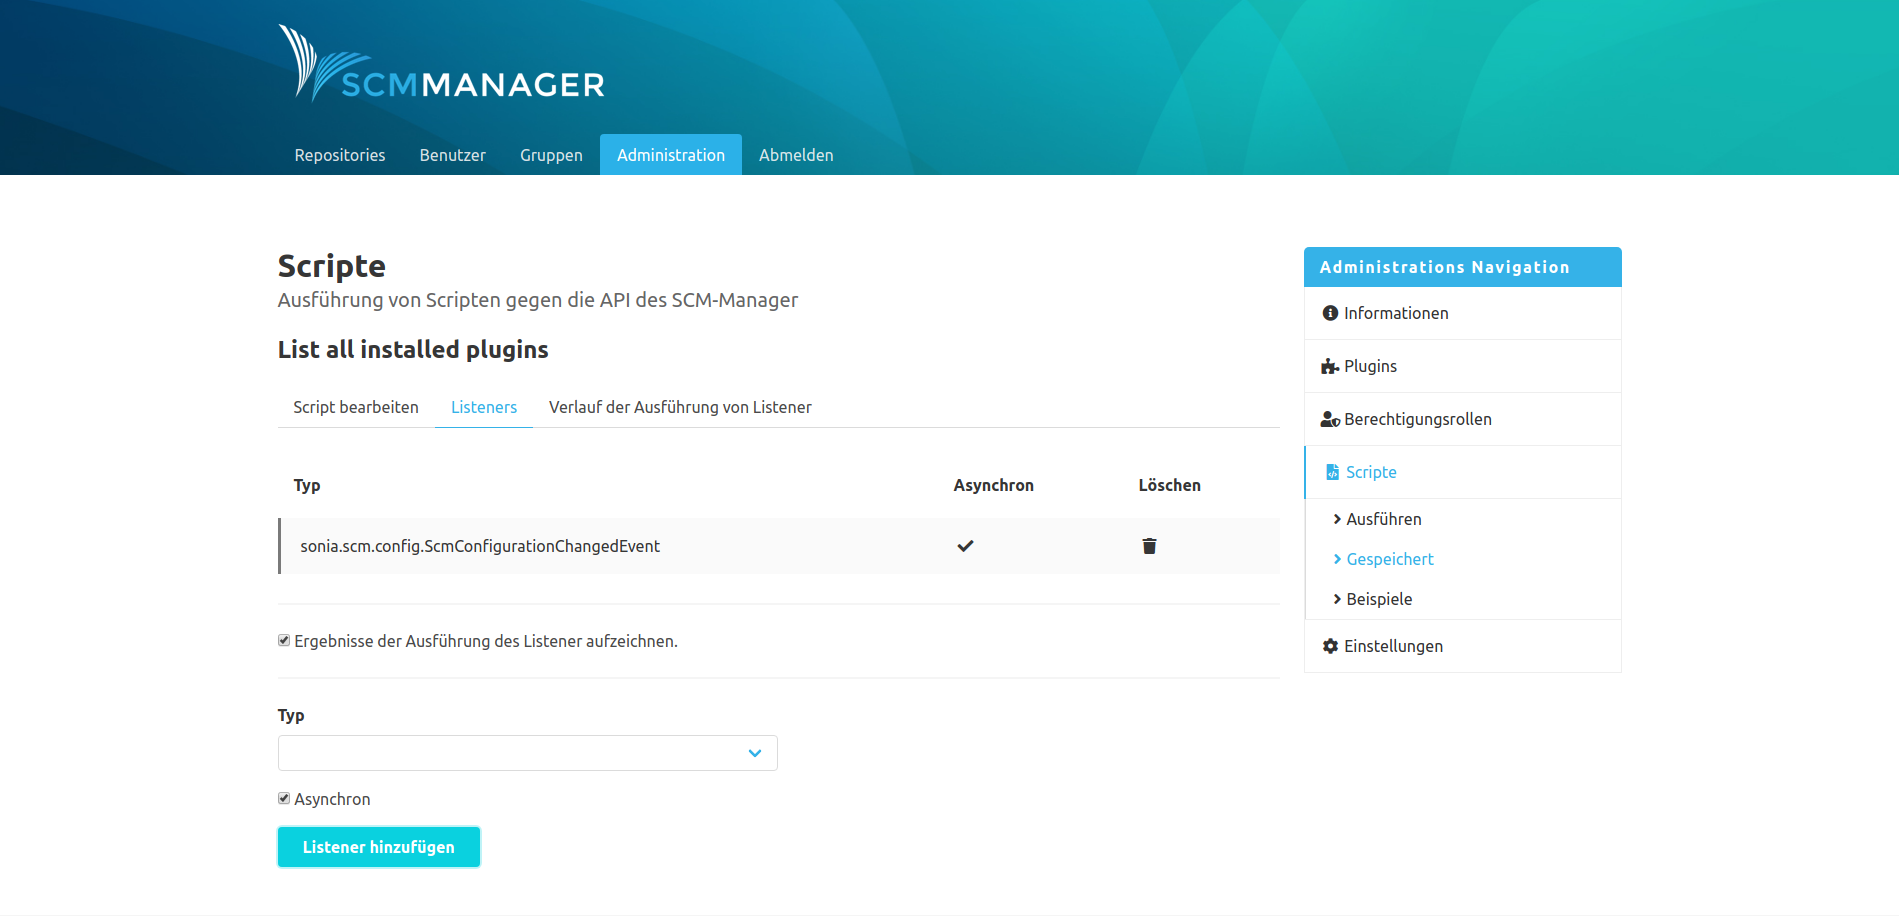 SCMMANAGER
Repositories Benutzer Gruppen Administration Abmelden
Scripte
Ausführung von Scripten gegen die API des SCM-Manager
List all installed plugins
Script bearbeiten Listeners Verlauf der Ausführung von Listener
Typ Asynchron Löschen
sonia.scm.config.ScmConfigurationChangedEvent
Ergebnisse der Ausführung des Listener aufzeichnen.
Typ
Asynchron
Listener hinzufügen
Administrations Navigation
Informationen
Plugins
Berechtigungsrollen
Scripte
Ausführen
Gespeichert
Beispiele
Einstellungen